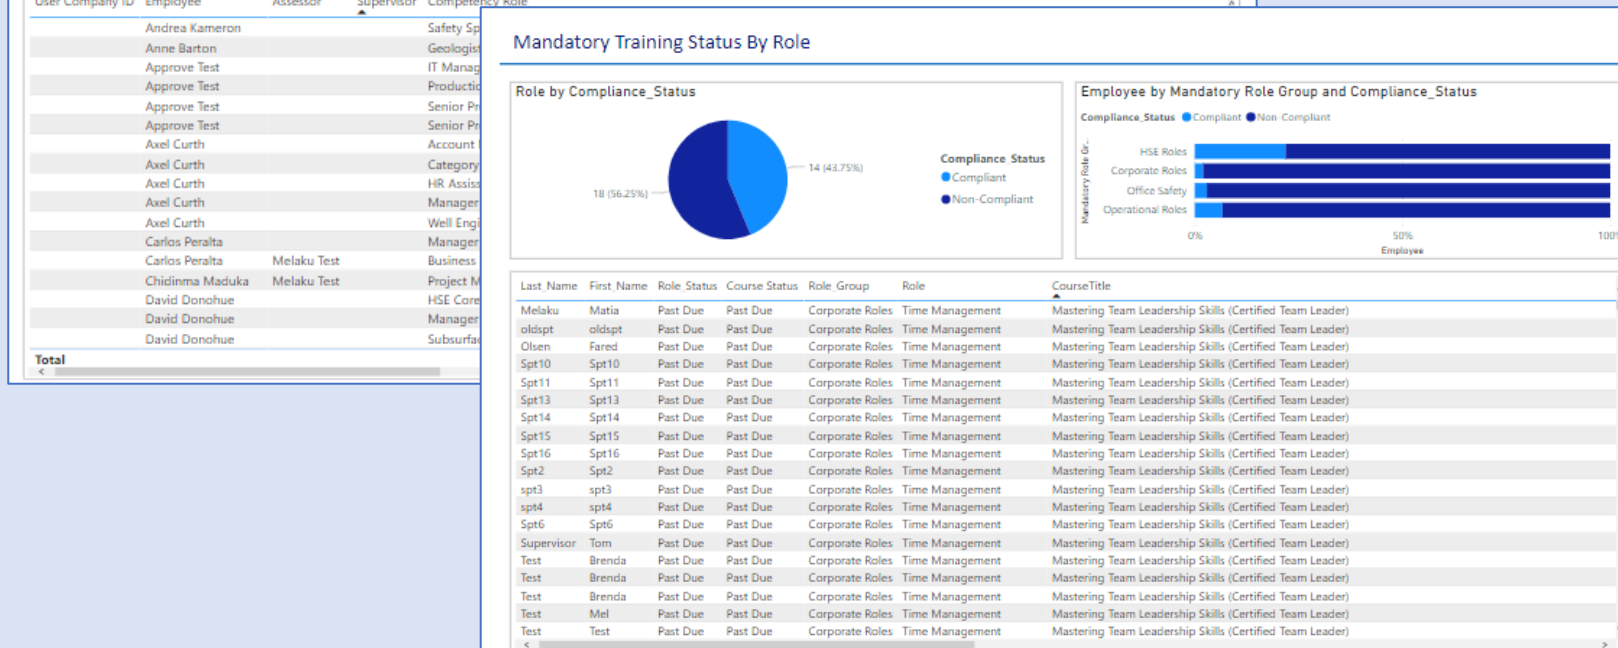 User Company ID Employee Assessor Supervisor Competency Role
Andrea Kameron Safety Sp
Anne Barton Geologist
Approve Test IT Manag
Approve Test Productio
Approve Test Senior Pr
Approve Test Senior Pr
Axel Curth Account
Axel Curth Category
Axel Curth HR Assis
Axel Curth Manager
Axel Curth Well Engi
Carlos Peralta Manager
Carlos Peralta Melaku Test Business
Chidinma Maduka Melaku Test Project M
David Donohue HSE Core
David Donohue Manager
David Donohue Subsurfa
Total
Mandatory Training Status By Role
Role by Compliance_Status
14 (43.75%)
18 (56.25%)
Compliance Status
Compliant
Non-Compliant
Employee by Mandatory Role Group and Compliance_Status
Compliance_Status Compliant Non-Compliant
Mandatory Role Gr...
HSE Roles
Corporate Roles
Office Safety
Operational Roles
0% 50% 100%
Employee
Last_Name First_Name Role_Status Course Status Role_Group Role CourseTitle
Melaku Matia Past Due Past Due Corporate Roles Time Management Mastering Team Leadership Skills (Certified Team Leader)
oldspt oldspt Past Due Past Due Corporate Roles Time Management Mastering Team Leadership Skills (Certified Team Leader)
Olsen Fared Past Due Past Due Corporate Roles Time Management Mastering Team Leadership Skills (Certified Team Leader)
Spt10 Spt10 Past Due Past Due Corporate Roles Time Management Mastering Team Leadership Skills (Certified Team Leader)
Spt11 Spt11 Past Due Past Due Corporate Roles Time Management Mastering Team Leadership Skills (Certified Team Leader)
Spt13 Spt13 Past Due Past Due Corporate Roles Time Management Mastering Team Leadership Skills (Certified Team Leader)
Spt14 Spt14 Past Due Past Due Corporate Roles Time Management Mastering Team Leadership Skills (Certified Team Leader)
Spt15 Spt15 Past Due Past Due Corporate Roles Time Management Mastering Team Leadership Skills (Certified Team Leader)
Spt16 Spt16 Past Due Past Due Corporate Roles Time Management Mastering Team Leadership Skills (Certified Team Leader)
Spt2 Spt2 Past Due Past Due Corporate Roles Time Management Mastering Team Leadership Skills (Certified Team Leader)
spt3 spt3 Past Due Past Due Corporate Roles Time Management Mastering Team Leadership Skills (Certified Team Leader)
spt4 spt4 Past Due Past Due Corporate Roles Time Management Mastering Team Leadership Skills (Certified Team Leader)
Spt6 Spt6 Past Due Past Due Corporate Roles Time Management Mastering Team Leadership Skills (Certified Team Leader)
Supervisor Tom Past Due Past Due Corporate Roles Time Management Mastering Team Leadership Skills (Certified Team Leader)
Test Brenda Past Due Past Due Corporate Roles Time Management Mastering Team Leadership Skills (Certified Team Leader)
Test Brenda Past Due Past Due Corporate Roles Time Management Mastering Team Leadership Skills (Certified Team Leader)
Test Brenda Past Due Past Due Corporate Roles Time Management Mastering Team Leadership Skills (Certified Team Leader)
Test Mel Past Due Past Due Corporate Roles Time Management Mastering Team Leadership Skills (Certified Team Leader)
Test Test Past Due Past Due Corporate Roles Time Management Mastering Team Leadership Skills (Certified Team Leader)